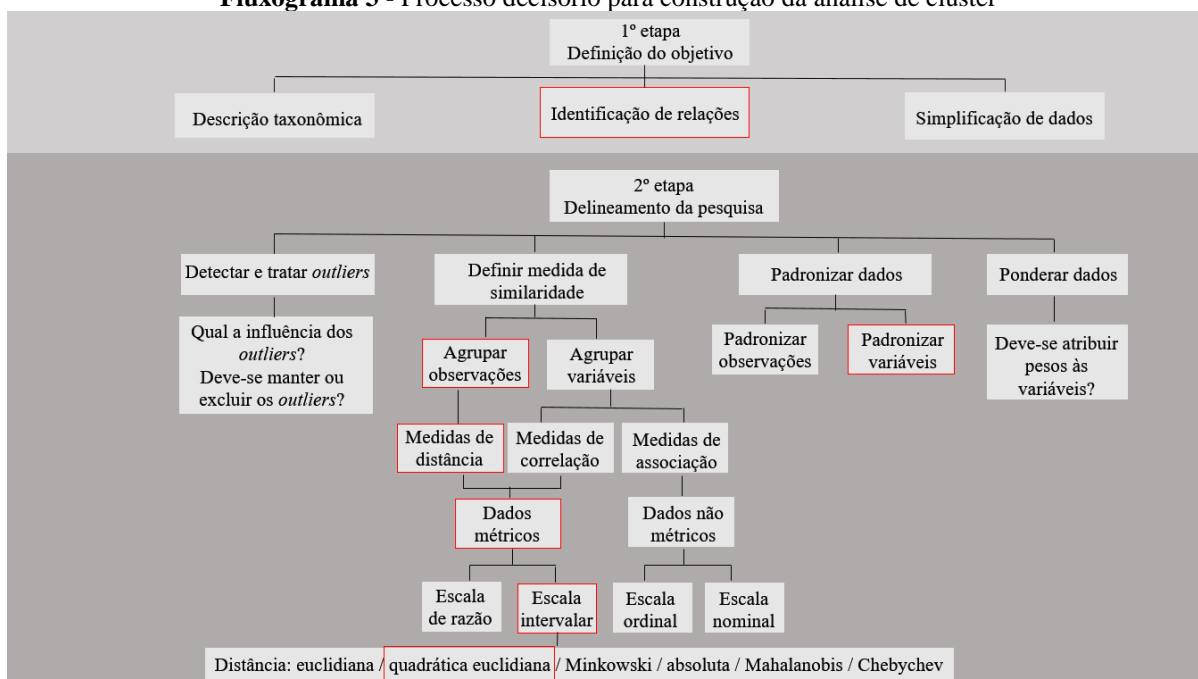 Fluxograma 3 - Processo decisório para construção da análise de cluster
1º etapa
Definição do objetivo
Descrição taxonômica
Identificação de relações
Simplificação de dados
2º etapa
Delineamento da pesquisa
Detectar e tratar outliers
Definir medida de
similaridade
Padronizar dados
Ponderar dados
Qual a influência dos
outliers?
Deve-se manter ou
excluir os outliers?
Agrupar
observações
Agrupar
variáveis
Padronizar
observações
Padronizar
variáveis
Deve-se atribuir
pesos às
variáveis?
Medidas de
distância
Medidas de
correlação
Medidas de
associação
Dados
métricos
Dados não
métricos
Escala
de razão
Escala
intervalar
Escala
ordinal
Escala
nominal
Distância: euclidiana / quadrática euclidiana / Minkowski / absoluta / Mahalanobis / Chebychev